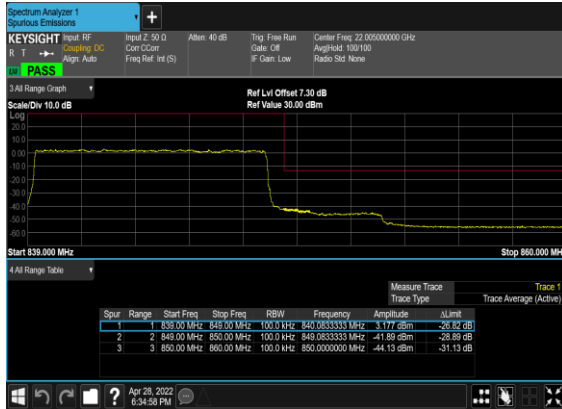 Spectrum Analyzer 1
Spurious Emissions
+
KEYSIGHT Input: RF Input Z: 50 Ω Atten: 40 dB Trig: Free Run Center Freq: 22.005000000 GHz
R T Coupling: DC Corr CCorr Gate: Off Avg|Hold: 100/100
Align: Auto Freq Ref: Int (S) IF Gain: Low Radio Std: None
LXI PASS
3 All Range Graph
Ref Lvl Offset 7.30 dB
Scale/Div 10.0 dB Ref Value 30.00 dBm
Log
20.0
10.0
0.00
-10.0
-20.0
-30.0
-40.0
-50.0
-60.0
Start 839.000 MHz Stop 860.000 MH
4 All Range Table
Measure Trace Trace 1
Trace Type Trace Average (Active)
Spur Range Start Freq Stop Freq RBW Frequency Amplitude ΔLimit
1 1 839.00 MHz 849.00 MHz 100.0 kHz 840.0833333 MHz 3.177 dBm -26.82 dB
2 2 849.00 MHz 850.00 MHz 100.0 kHz 849.0333333 MHz -41.89 dBm -28.89 dB
3 3 850.00 MHz 860.00 MHz 100.0 kHz 850.0000000 MHz -44.13 dBm -31.13 dB
? Apr 28, 2022
6:34:58 PM